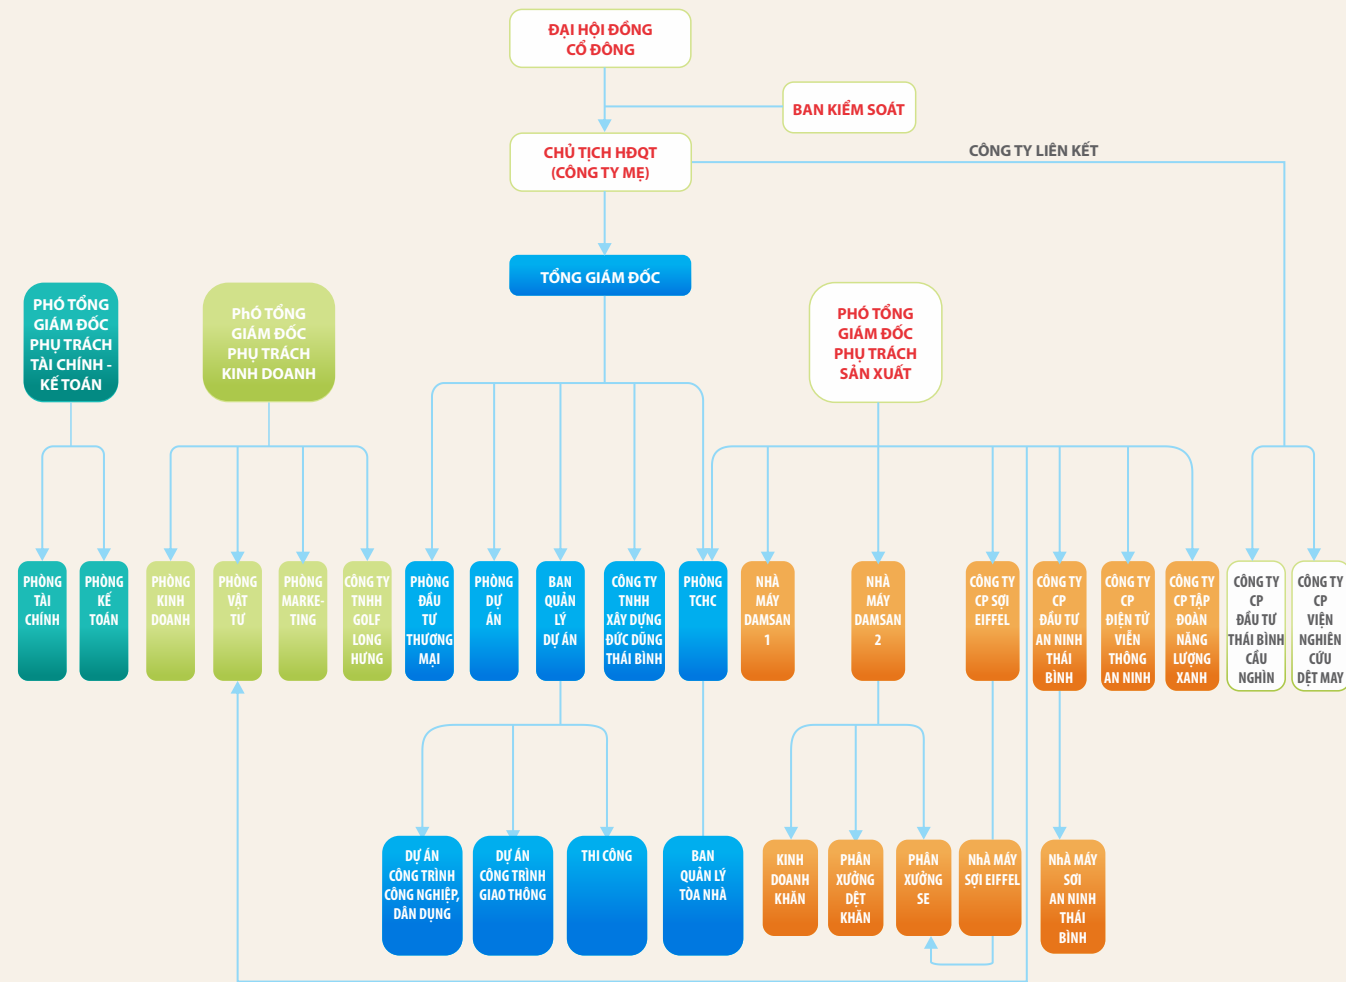 ĐẠI HỘI ĐỒNG
CỔ ĐÔNG
BAN KIỂM SOÁT
CHỦ TỊCH HĐQT
(CÔNG TY MẸ)
CÔNG TY LIÊN KẾT
TỔNG GIÁM ĐỐC
PHÓ TỔNG
GIÁM ĐỐC
PHỤ TRÁCH
TÀI CHÍNH -
KẾ TOÁN
PhÓ TỔNG
GIÁM ĐỐC
PHỤ TRÁCH
KINH DOANH
PHÓ TỔNG
GIÁM ĐỐC
PHỤ TRÁCH
SẢN XUẤT
PHÒNG
TÀI
CHÍNH
PHÒNG
KẾ
TOÁN
PHÒNG
KINH
DOANH
PHÒNG
VẬT
TƯ
PHÒNG
MARKE-
TING
CÔNG TY
TNHH
GOLF
LONG
HƯNG
PHÒNG
ĐẦU
TƯ
THƯƠNG
MẠI
PHÒNG
DỰ
ÁN
BAN
QUẢN
LÝ
DỰ ÁN
CÔNG TY
TNHH
XÂY DỰNG
ĐỨC DŨNG
THÁI BÌNH
PHÒNG
TCHC
NHÀ
MÁY
DAMSAN
1
NHÀ
MÁY
DAMSAN
2
CÔNG TY
CP SỢI
EIFFEL
CÔNG TY
CP
ĐẦU TƯ
AN NINH
THÁI
BÌNH
CÔNG TY
CP
ĐIỆN TỬ
VIỄN
THÔNG
AN NINH
CÔNG TY
CP TẬP
ĐOÀN
NĂNG
LƯỢNG
XANH
CÔNG TY
CP
ĐẦU TƯ
THÁI BÌNH
CẦU
NGHÌN
CÔNG TY
CP
VIỆN
NGHIÊN
CỨU
DỆT MAY
DỰ ÁN
CÔNG TRÌNH
CÔNG NGHIỆP,
DÂN DỤNG
DỰ ÁN
CÔNG TRÌNH
GIAO THÔNG
THI CÔNG
BAN
QUẢN LÝ
TÒA NHÀ
KINH
DOANH
KHĂN
PHÂN
XƯỞNG
DỆT
KHĂN
PHÂN
XƯỞNG
SE
NhÀ MÁY
SỢI EIFFEL
NhÀ MÁY
SƠI
AN NINH
THÁI
BÌNH